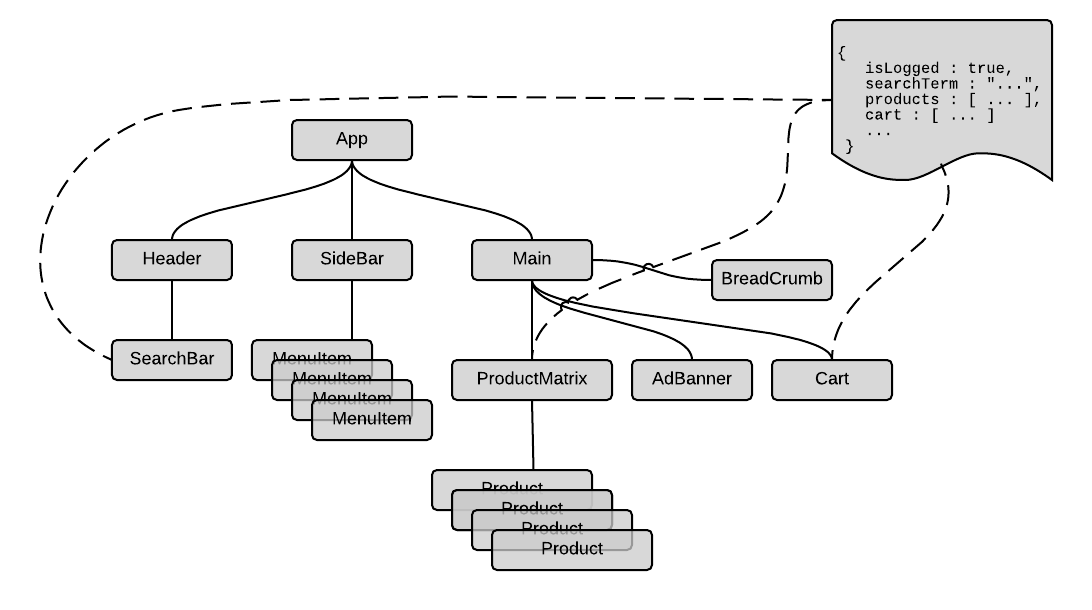 {
isLogged : true,
searchTerm : "...",
products : [ ... ],
cart : [ ... ]
...
}
App
Header
SideBar
Main
BreadCrumb
SearchBar
MenuItem
MenuItem
MenuItem
MenuItem
ProductMatrix
AdBanner
Cart
Product
Product
Product
Product